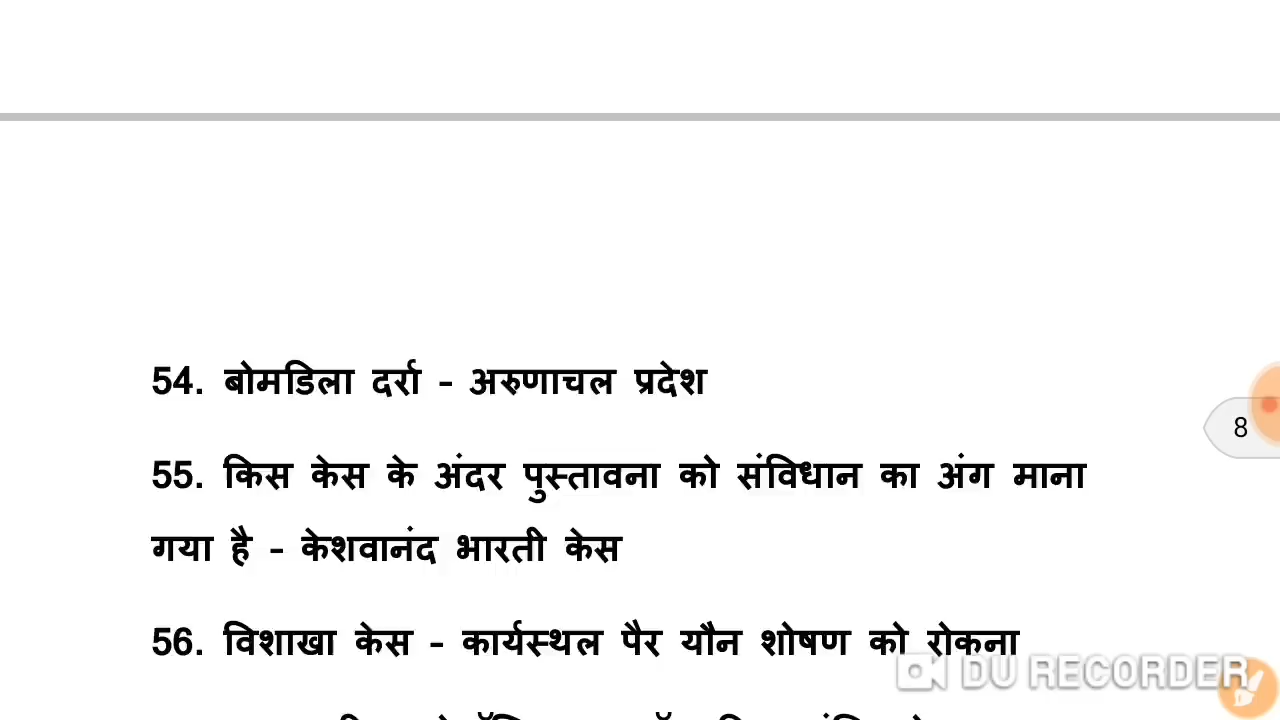 54. बोमडिला दर्रा - अरुणाचल प्रदेश
8
55. किस केस के अंदर पुस्तावना को संविधान का अंग माना
गया है - केशवानंद भारती केस
56. विशाखा केस - कार्यस्थल पैर यौन शोषण को रोकना
DU RECORDER